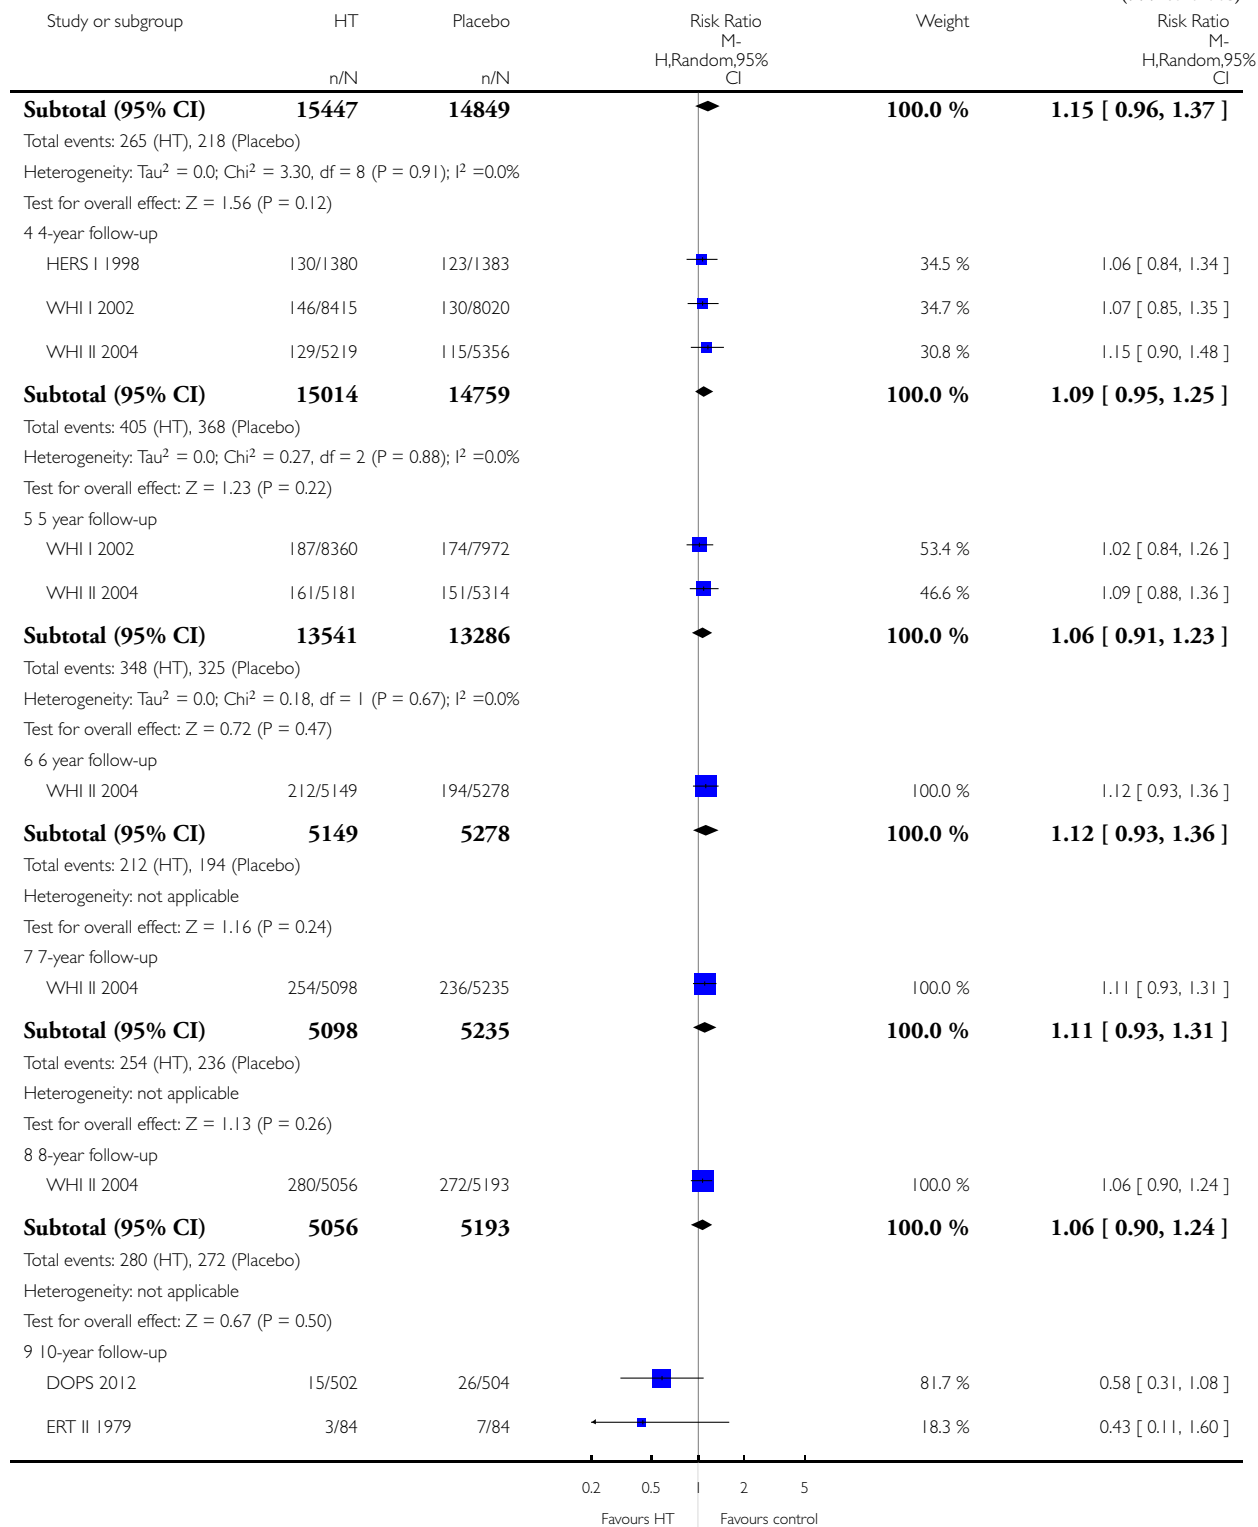 Study or subgroup HT Placebo Risk Ratio Weight Risk Ratio
M- M-
H,Random,95% H,Random,95%
n/N n/N CI CI
Subtotal (95% CI) 15447 14849 100.0 % 1.15 [ 0.96, 1.37 ]
Total events: 265 (HT), 218 (Placebo)
Heterogeneity: Tau² = 0.0; Chi² = 3.30, df = 8 (P = 0.91); I² =0.0%
Test for overall effect: Z = 1.56 (P = 0.12)
4 4-year follow-up
HERS I 1998 130/1380 123/1383 34.5 % 1.06 [ 0.84, 1.34 ]
WHI I 2002 146/8415 130/8020 34.7 % 1.07 [ 0.85, 1.35 ]
WHI II 2004 129/5219 115/5356 30.8 % 1.15 [ 0.90, 1.48 ]
Subtotal (95% CI) 15014 14759 100.0 % 1.09 [ 0.95, 1.25 ]
Total events: 405 (HT), 368 (Placebo)
Heterogeneity: Tau² = 0.0; Chi² = 0.27, df = 2 (P = 0.88); I² =0.0%
Test for overall effect: Z = 1.23 (P = 0.22)
5 5 year follow-up
WHI I 2002 187/8360 174/7972 53.4 % 1.02 [ 0.84, 1.26 ]
WHI II 2004 161/5181 151/5314 46.6 % 1.09 [ 0.88, 1.36 ]
Subtotal (95% CI) 13541 13286 100.0 % 1.06 [ 0.91, 1.23 ]
Total events: 348 (HT), 325 (Placebo)
Heterogeneity: Tau² = 0.0; Chi² = 0.18, df = 1 (P = 0.67); I² =0.0%
Test for overall effect: Z = 0.72 (P = 0.47)
6 6 year follow-up
WHI II 2004 212/5149 194/5278 100.0 % 1.12 [ 0.93, 1.36 ]
Subtotal (95% CI) 5149 5278 100.0 % 1.12 [ 0.93, 1.36 ]
Total events: 212 (HT), 194 (Placebo)
Heterogeneity: not applicable
Test for overall effect: Z = 1.16 (P = 0.24)
7 7-year follow-up
WHI II 2004 254/5098 236/5235 100.0 % 1.11 [ 0.93, 1.31 ]
Subtotal (95% CI) 5098 5235 100.0 % 1.11 [ 0.93, 1.31 ]
Total events: 254 (HT), 236 (Placebo)
Heterogeneity: not applicable
Test for overall effect: Z = 1.13 (P = 0.26)
8 8-year follow-up
WHI II 2004 280/5056 272/5193 100.0 % 1.06 [ 0.90, 1.24 ]
Subtotal (95% CI) 5056 5193 100.0 % 1.06 [ 0.90, 1.24 ]
Total events: 280 (HT), 272 (Placebo)
Heterogeneity: not applicable
Test for overall effect: Z = 0.67 (P = 0.50)
9 10-year follow-up
DOPS 2012 15/502 26/504 81.7 % 0.58 [ 0.31, 1.08 ]
ERT II 1979 3/84 7/84 18.3 % 0.43 [ 0.11, 1.60 ]
0.2 0.5 1 2 5
Favours HT Favours control